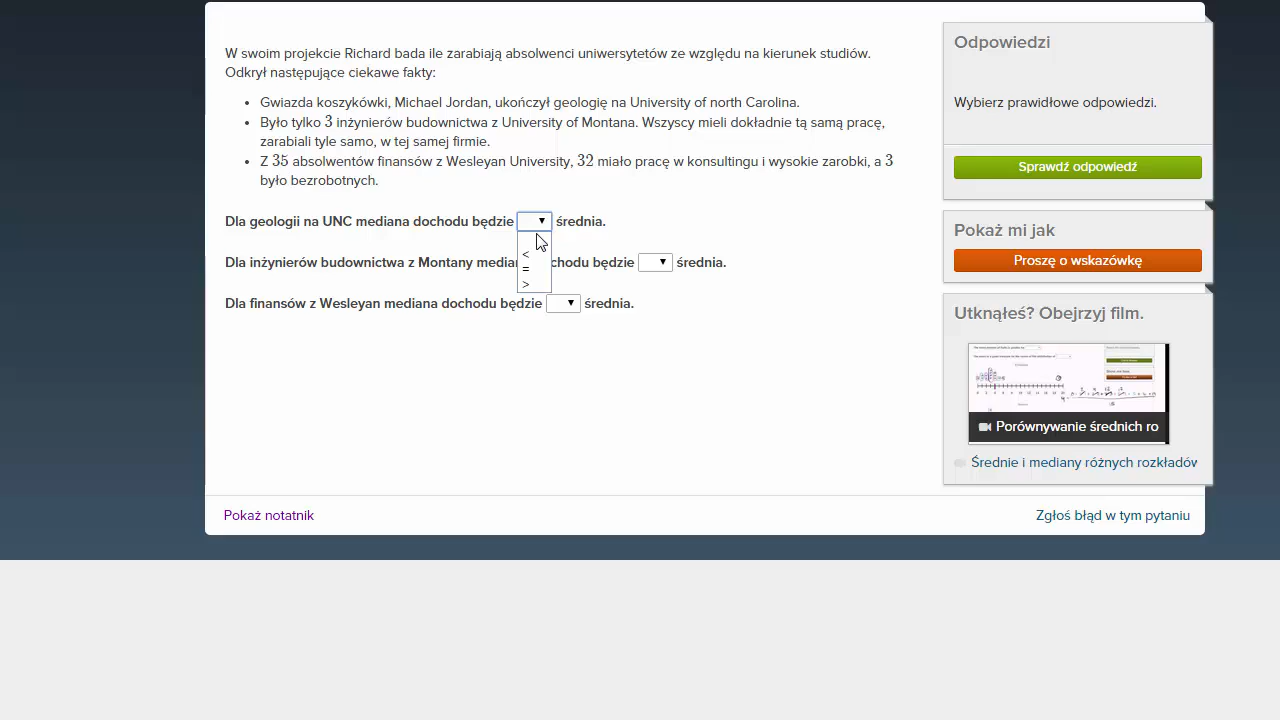 W swoim projekcie Richard bada ile zarabiają absolwenci uniwersytetów ze względu na kierunek studiów.
Odkrył następujące ciekawe fakty:
• Gwiazda koszykówki, Michael Jordan, ukończył geologię na University of north Carolina.
• Było tylko 3 inżynierów budownictwa z University of Montana. Wszyscy mieli dokładnie tą samą pracę,
zarabiali tyle samo, w tej samej firmie.
• Z 35 absolwentów finansów z Wesleyan University, 32 miało pracę w konsultingu i wysokie zarobki, a 3
było bezrobotnych.
Dla geologii na UNC mediana dochodu będzie średnia.
<
=
>
Dla inżynierów budownictwa z Montany median chodu będzie średnia.
Dla finansów z Wesleyan mediana dochodu będzie średnia.
Pokaż notatnik
Zgłoś błąd w tym pytaniu
Odpowiedzi
Wybierz prawidłowe odpowiedzi.
Sprawdź odpowiedź
Pokaż mi jak
Proszę o wskazówkę
Utknąłeś? Obejrzyj film.
Porównywanie średnich ro
Średnie i mediany różnych rozkładów